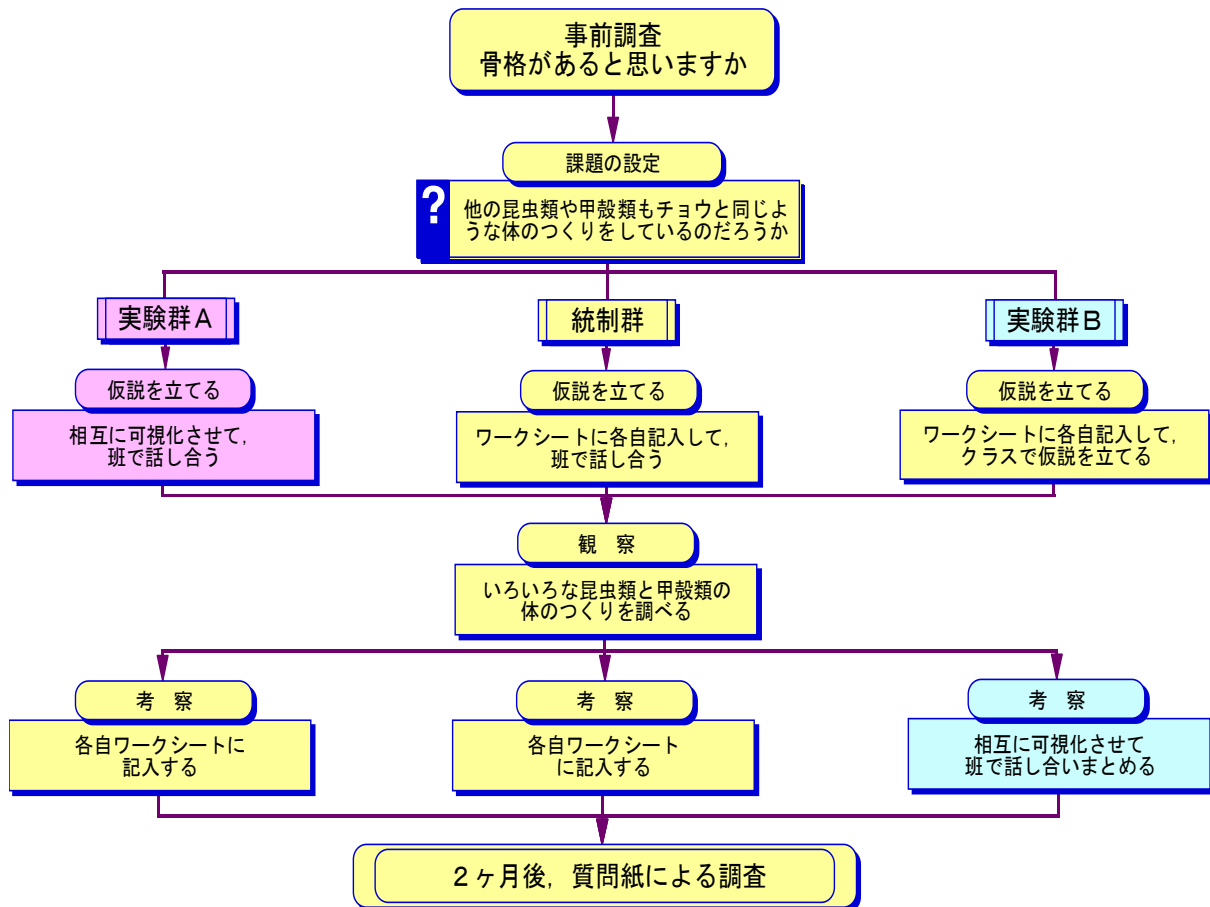 事前調査
骨格があると思いますか
課題の設定
?
他の昆虫類や甲殻類もチョウと同じよ
うな体のつくりをしているのだろうか
実験群A
統制群
実験群B
仮説を立てる
相互に可視化させて,
班で話し合う
仮説を立てる
ワークシートに各自記入して,
班で話し合う
仮説を立てる
ワークシートに各自記入して,
クラスで仮説を立てる
観 察
いろいろな昆虫類と甲殻類の
体のつくりを調べる
考 察
各自ワークシートに
記入する
考 察
各自ワークシート
に記入する
考 察
相互に可視化させて
班で話し合いまとめる
2ヶ月後,質問紙による調査